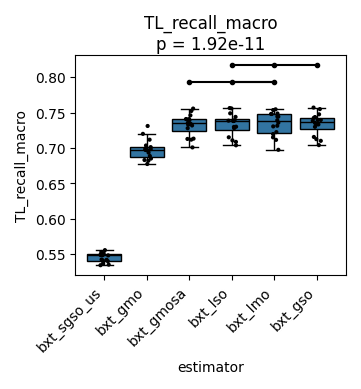 TL_recall_macro
p = 1.92e-11
TL_recall_macro
0.80
0.75
0.70
0.65
0.60
0.55
bxt_sgso_us
bxt_gmo
bxt_gmosa
bxt_lso
bxt_lmo
bxt_gso
estimator